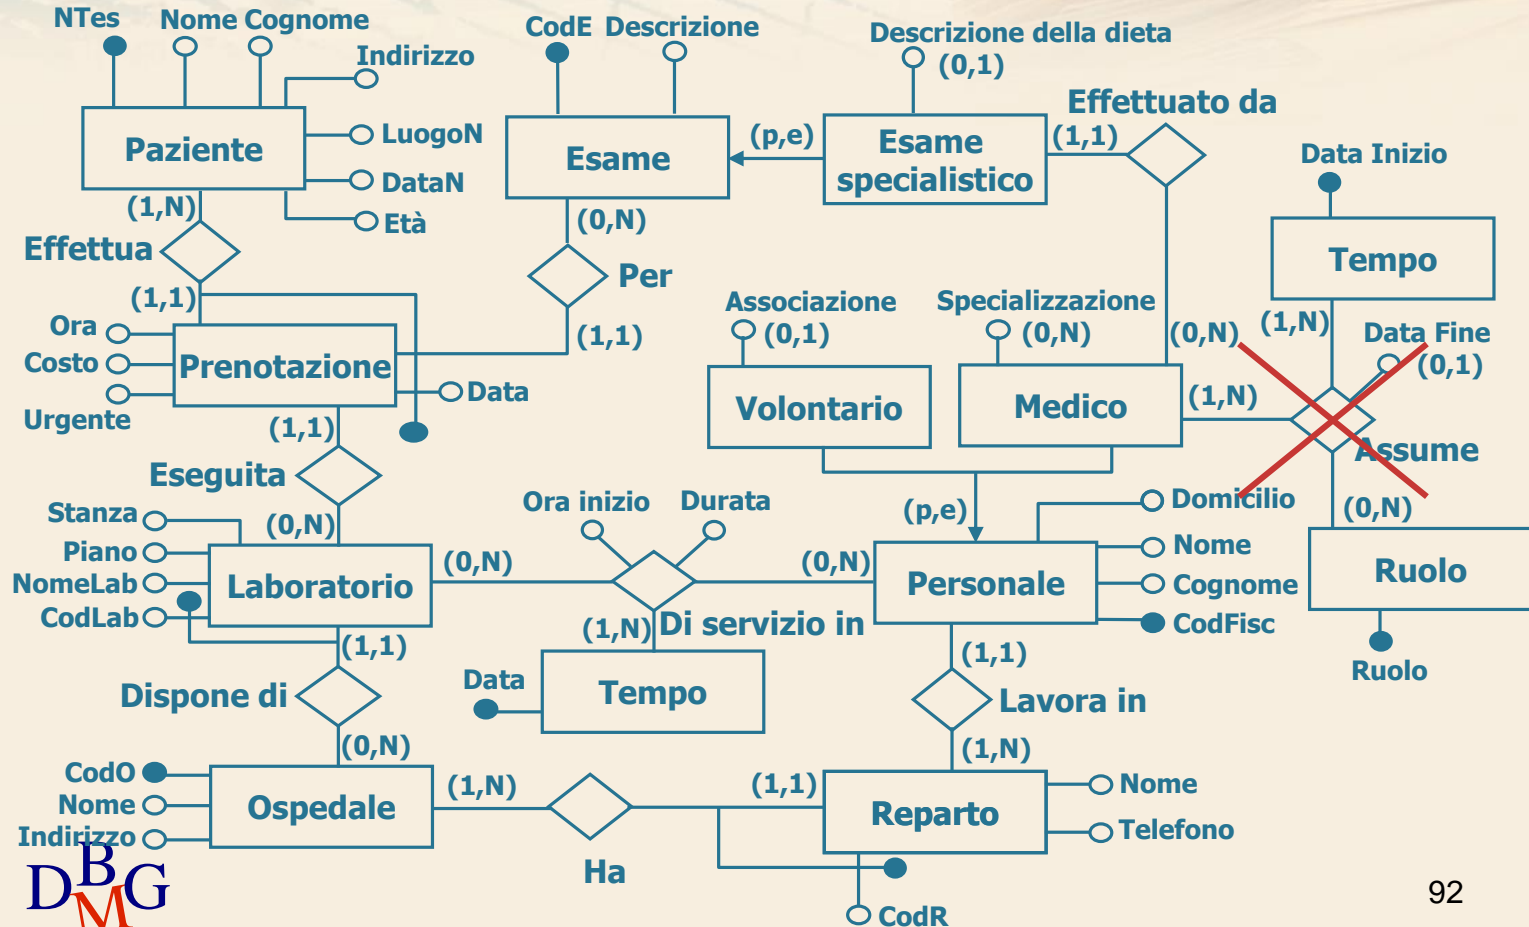 NTes
Nome Cognome
CodE Descrizione
Descrizione della dieta
(0,1)
Indirizzo
Effettuato da
Paziente
LuogoN
DataN
Età
Esame
(p,e)
Esame
specialistico
(1,1)
Data Inizio
Tempo
(1,N)
Effettua
(1,1)
(0,N)
Per
(1,1)
Associazione
(0,1)
Specializzazione
(0,N)
(0,N)
(1,N)
Data Fine
(0,1)
Ora
Costo
Urgente
Prenotazione
Data
Volontario
Medico
(1,N)
Assume
(1,1)
Eseguita
(0,N)
Stanza
Piano
NomeLab
CodLab
Laboratorio
(0,N)
Ora inizio
Durata
(0,N)
Di servizio in
(p,e)
Personale
Domicilio
Nome
Cognome
CodFisc
(0,N)
Ruolo
Ruolo
(1,1)
Dispone di
(0,N)
(1,N)
Data
Tempo
(1,1)
Lavora in
(1,N)
CodO
Nome
Indirizzo
Ospedale
(1,N)
Ha
(1,1)
Reparto
Nome
Telefono
CodR
DBMG
92